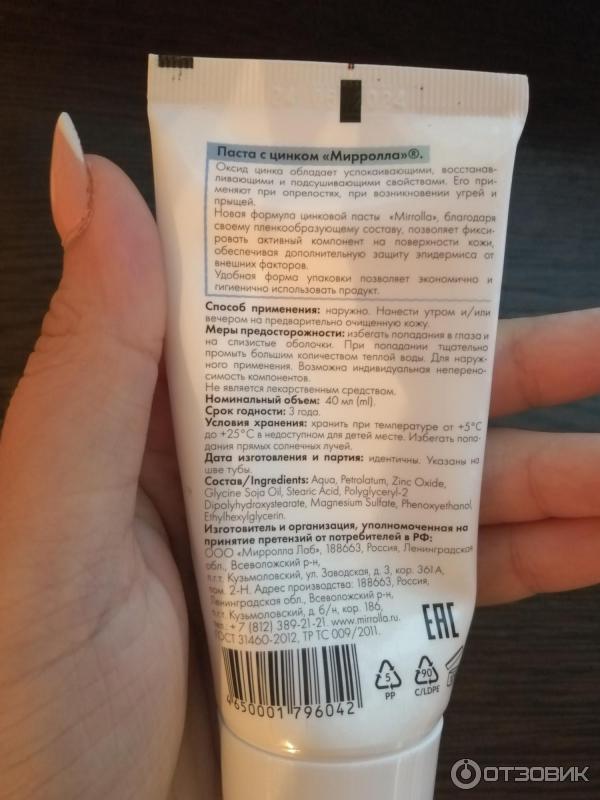 2024
Паста с цинком «Мирролла»®.
Оксид цинка обладает успокаивающими, восстанав-
ливающими и подсушивающими свойствами. Его при-
меняют при опрелостях, при возникновении угрей и
прыщей.
Новая формула цинковой пасты «Mirrolla», благодаря
своему пленкообразующему составу, позволяет фикси-
ровать активный компонент на поверхности кожи,
обеспечивая дополнительную защиту эпидермиса от
внешних факторов.
Удобная форма упаковки позволяет экономично и
гигиенично использовать продукт.
Способ применения: наружно. Нанести утром и/или
вечером на предварительно очищенную кожу.
Меры предосторожности: избегать попадания в глаза и
на слизистые оболочки. При попадании тщательно
промыть большим количеством теплой воды. Для наруж-
ного применения. Возможна индивидуальная неперено-
симость компонентов.
Не является лекарственным средством.
Номинальный объем: 40 мл (ml).
Срок годности: 3 года.
Условия хранения: хранить при температуре от +5°C
до +25°C в недоступном для детей месте. Избегать попа-
дания прямых солнечных лучей.
Дата изготовления и партия: идентичны. Указаны на
шве тубы.
Состав/Ingredients: Aqua, Petrolatum, Zinc Oxide,
Glycine Soja Oil, Stearic Acid, Polyglyceryl-2
Dipolyhydroxystearate, Magnesium Sulfate, Phenoxyethanol,
Ethylhexylglycerin.
Изготовитель и организация, уполномоченная на
принятие претензий от потребителей в РФ:
ООО «Мирролла Лаб», 188663, Россия, Ленинградская
обл., Всеволожский р-н,
п.г.т. Кузьмоловский, ул. Заводская, д. 3, кор. 361А,
пом. 2-Н. Адрес производства: 188663, Россия,
Ленинградская обл., Всеволожский р-н,
п.г.т. Кузьмоловский, д. б/н, кор. 186,
тел.: +7 (812) 389-21-21. www.mirrolla.ru.
ГОСТ 31460-2012, ТР ТС 009/2011.
EAC
4650001 796042
5
PP
90
C/LDPE
ОТЗОВИК